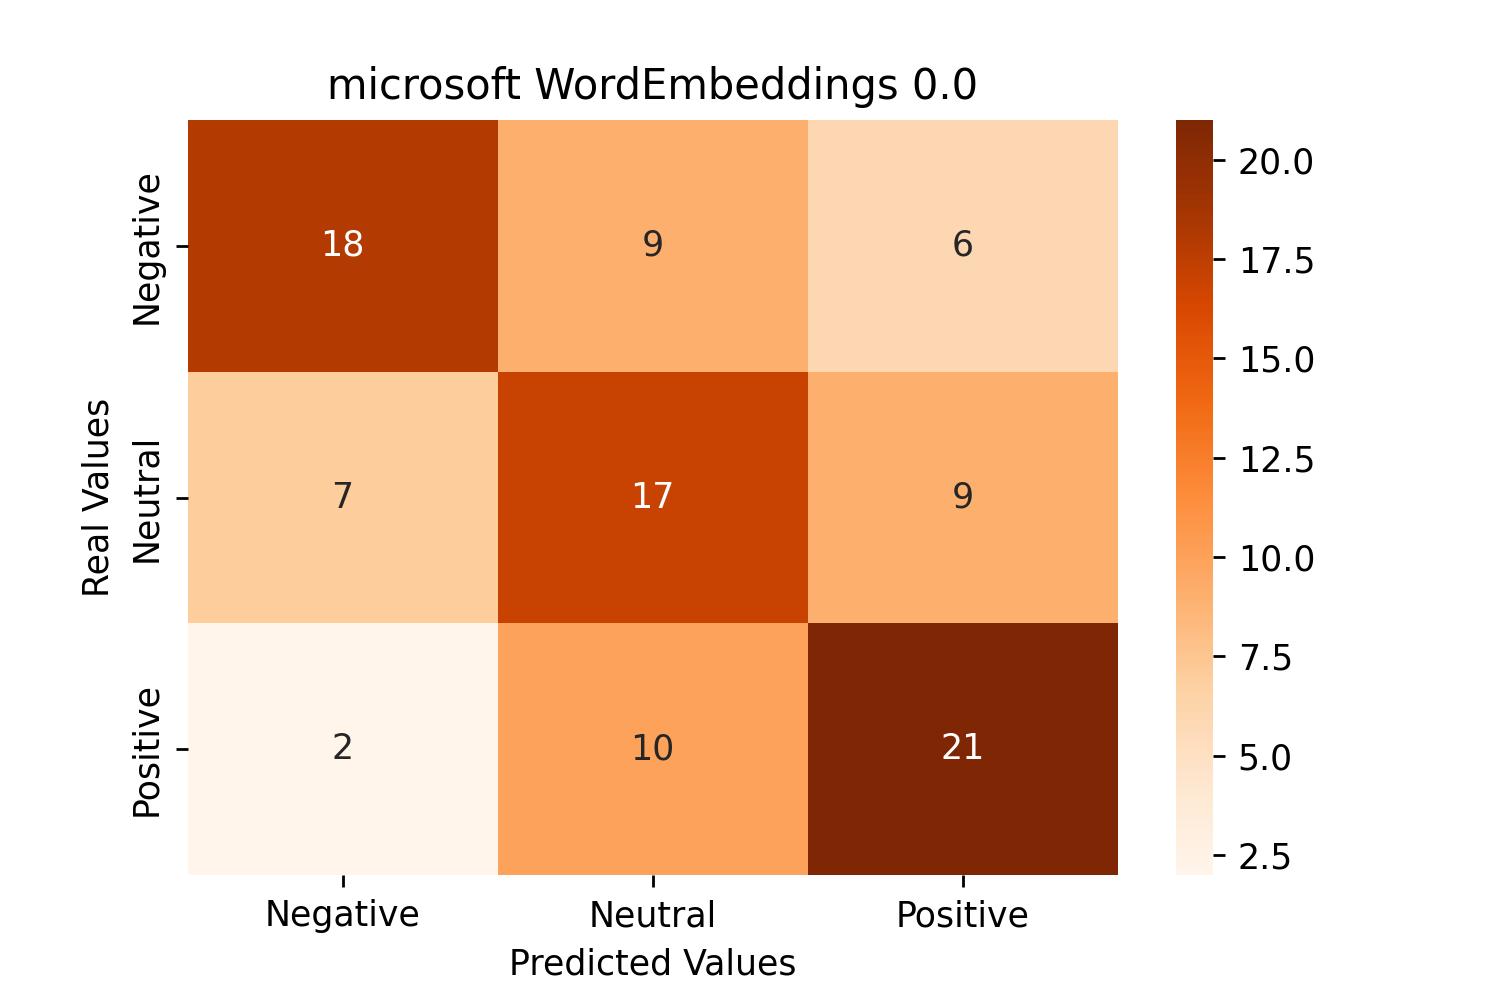 microsoft WordEmbeddings 0.0
Real Values
Negative
18 9 6
Neutral
7 17 9
Positive
2 10 21
Negative Neutral Positive
Predicted Values
20.0
17.5
15.0
12.5
10.0
7.5
5.0
2.5